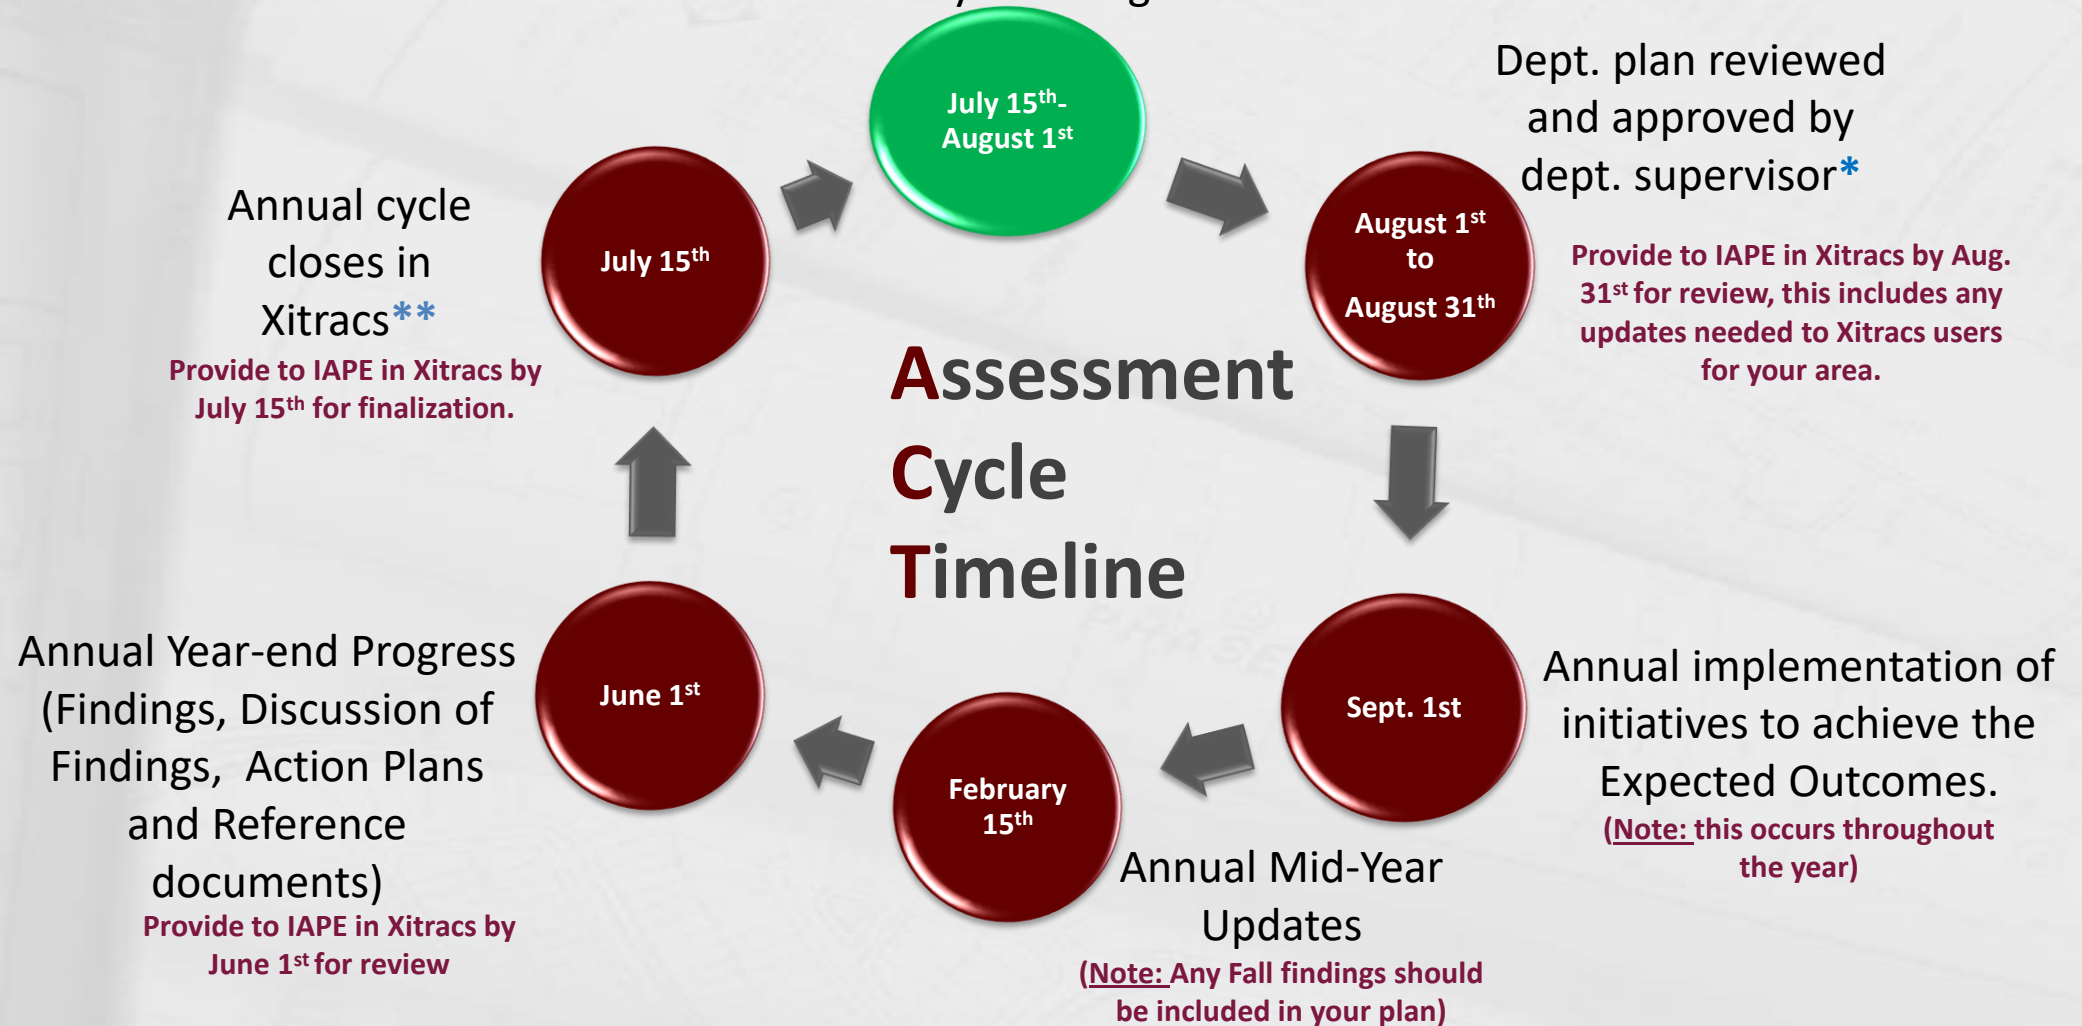 July 15th-
August 1st
Dept. plan reviewed
and approved by
dept. supervisor*
August 1st
to
August 31th
Provide to IAPE in Xitracs by Aug.
31st for review, this includes any
updates needed to Xitracs users
for your area.
Annual cycle
closes in
Xitracs**
July 15th
Provide to IAPE in Xitracs by
July 15th for finalization.
Assessment
Cycle
Timeline
Annual Year-end Progress
(Findings, Discussion of
Findings, Action Plans
and Reference
documents)
June 1st
Provide to IAPE in Xitracs by
June 1st for review
Sept. 1st
Annual implementation of
initiatives to achieve the
Expected Outcomes.
(Note: this occurs throughout
the year)
February
15th
Annual Mid-Year
Updates
(Note: Any Fall findings should
be included in your plan)
PHASE